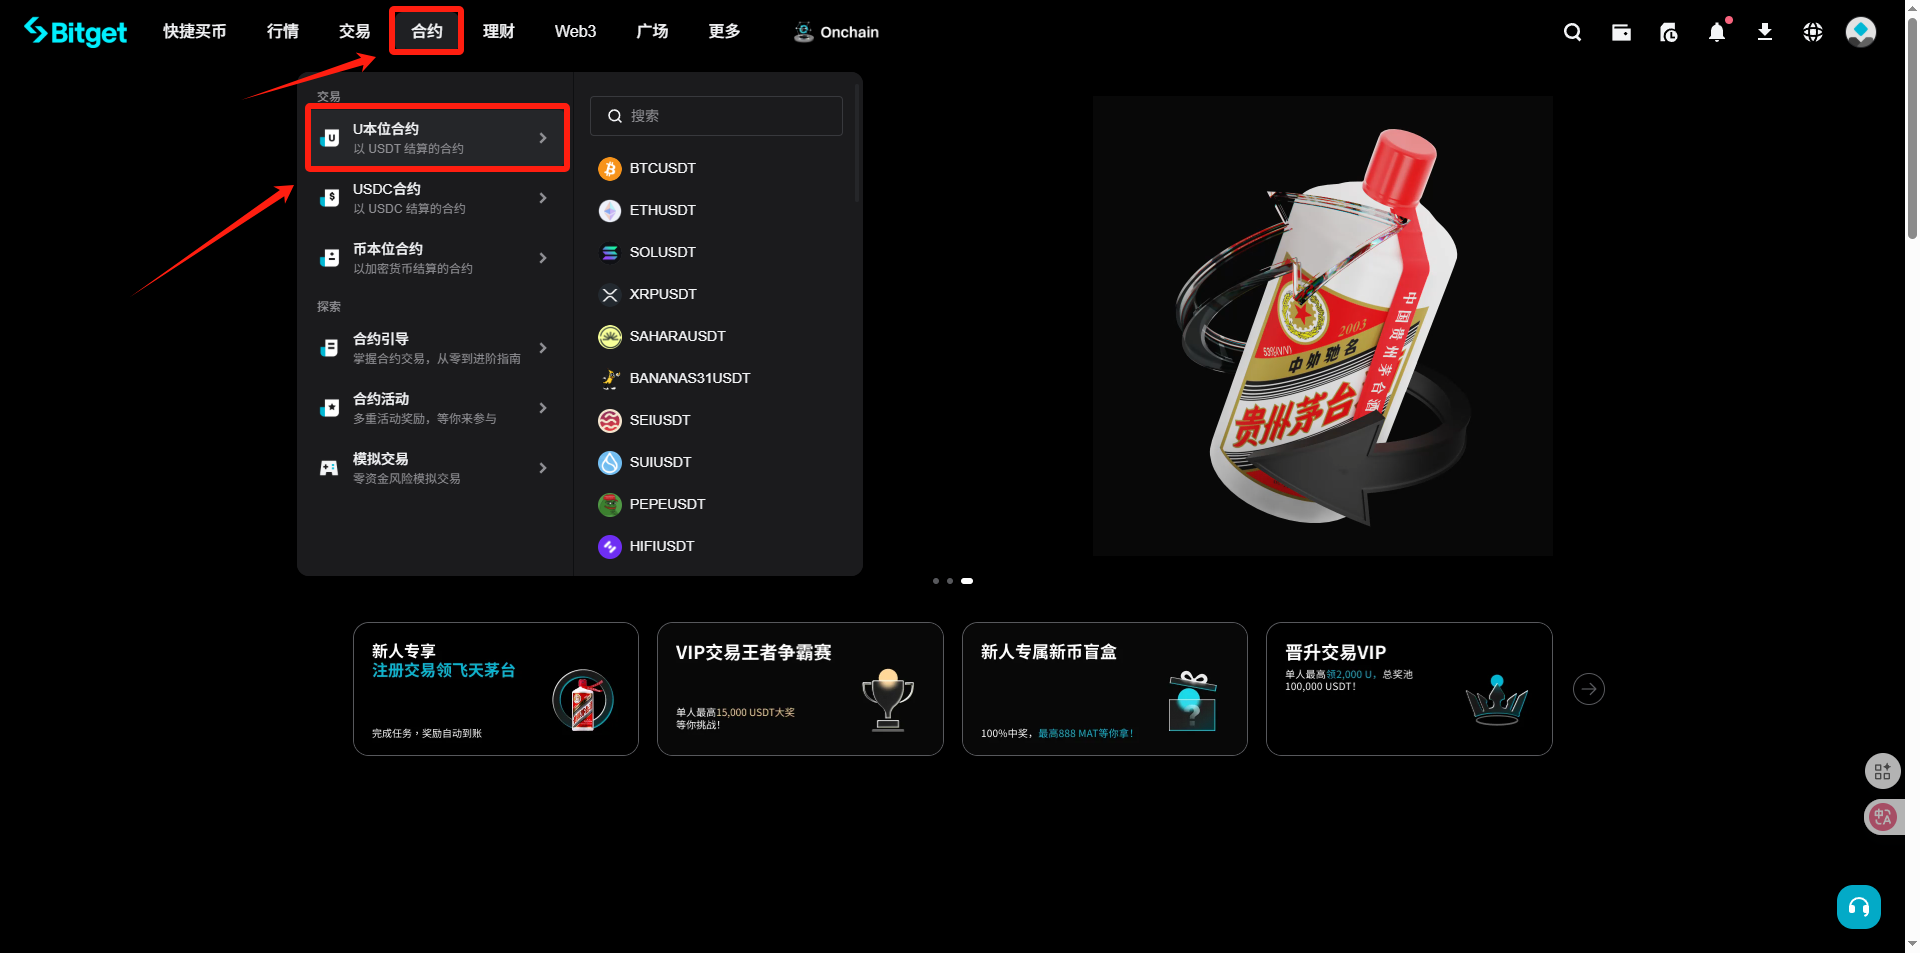 Bitget
快捷买币
行情
交易
合约
理财
Web3
广场
更多
Onchain
交易
U本位合约
以 USDT 结算的合约
USDC合约
以 USDC 结算的合约
币本位合约
以加密货币结算的合约
探索
合约引导
掌握合约交易，从零到进阶指南
合约活动
多重活动奖励，等你来参与
模拟交易
零资金风险模拟交易
搜索
BTCUSDT
ETHUSDT
SOLUSDT
XRPUSDT
SAHARAUSDT
BANANAS31USDT
SEIUSDT
SUIUSDT
PEPEUSDT
HIFIUSDT
中国贵州茅台酒
2003
中外驰名
贵州茅台
新人专享
注册交易领飞天茅台
完成任务，奖励自动到账
VIP交易王者争霸赛
单人最高15,000 USDT大奖
等你挑战！
新人专属新币盲盒
100%中奖，最高888 MAT等你拿！
晋升交易VIP
单人最高领2,000 U，总奖池
100,000 USDT！